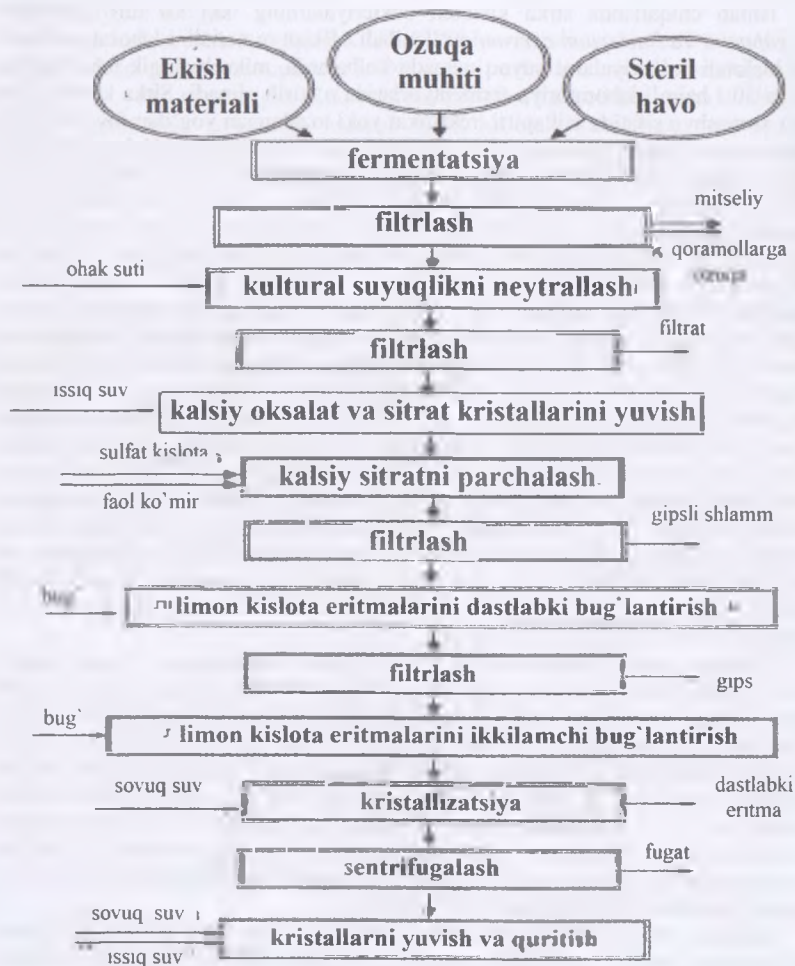 Ekish
materiali
Ozuqa
muhiti
Steril
havo
fermentatsiya
filtrlash
mitseliy
qoramollarga
ozuqa
ohak suti
kultural suyuqlikni neytrallash
filtrlash
filtrat
issiq suv
kalsiy oksalat va sitrat kristallarini yuvish
sulfat kislota
faol ko`mir
kalsiy sitratni parchalash
filtrlash
gipsli shlamm
bug`
limon kislota eritmalarini dastlabki bug`lantirish
filtrlash
gips
bug`
limon kislota eritmalarini ikkilamchi bug`lantirish
sovuq suv
kristallizatsiya
dastlabki
eritma
sentrifugalash
fugat
sovuq suv
issiq suv
kristallarni yuvish va quritish